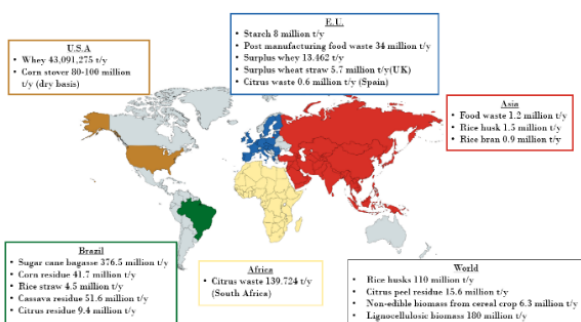 E.U.
• Starch 8 million t/y
• Post manufacturing food waste 34 million t/y
• Surplus whey 13.462 t/y
• Surplus wheat straw 5.7 million t/y(UK)
• Citrus waste 0.6 million t/y (Spain)
U.S.A
• Whey 43,091,275 t/y
• Corn stover 80-100 million
t/y (dry basis)
Asia
• Food waste 1.2 million t/y
• Rice husk 1.5 million t/y
• Rice bran 0.9 million t/y
Brazil
• Sugar cane bagasse 376.5 million t/y
• Corn residue 41.7 million t/y
• Rice straw 4.5 million t/y
• Cassava residue 51.6 million t/y
• Citrus residue 9.4 million t/y
Africa
• Citrus waste 139.724 t/y
(South Africa)
World
• Rice husks 110 million t/y
• Citrus peel residue 15.6 million t/y
• Non-edible biomass from cereal crop 6.3 million t/y
• Lignocellulosic biomass 180 million t/y